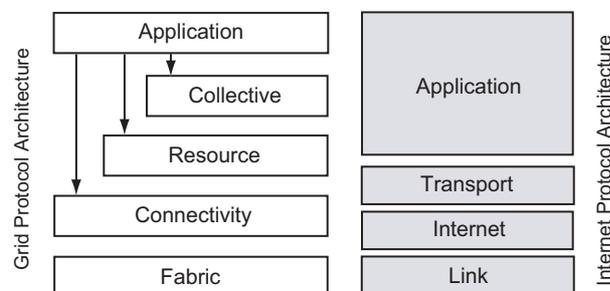 Grid Protocol Architecture
Application
Collective
Resource
Connectivity
Fabric
Application
Transport
Internet
Link
Internet Protocol Architecture